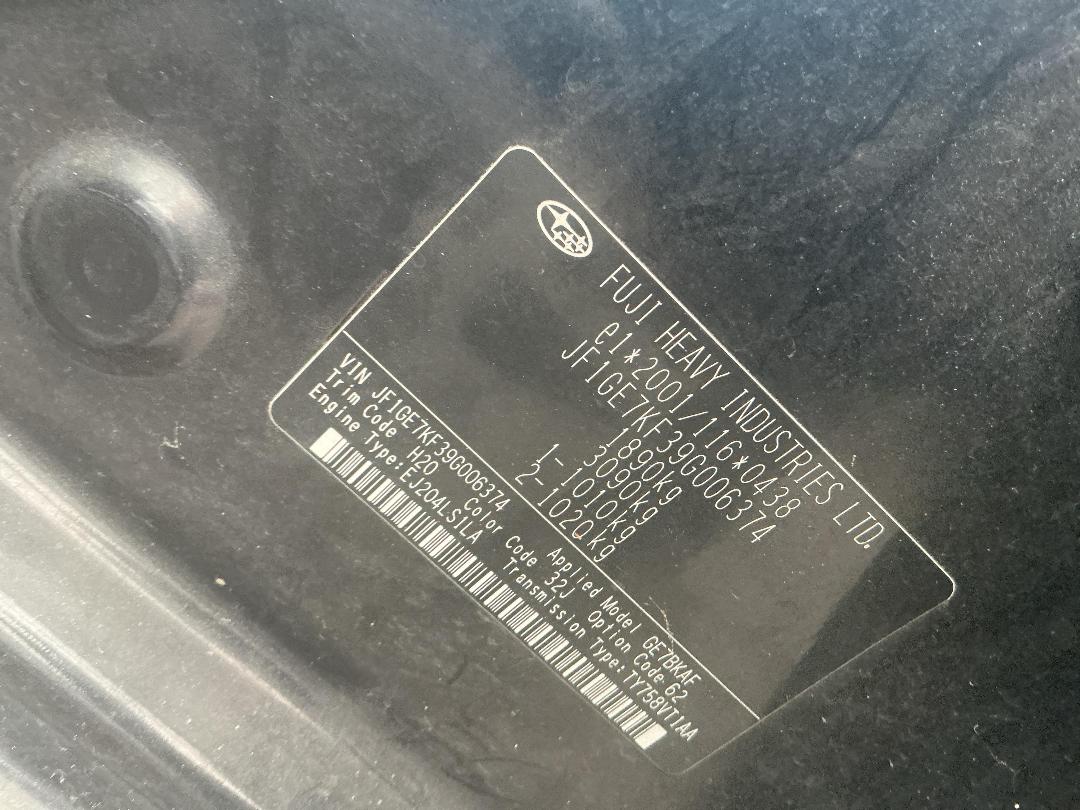 FUJI HEAVY INDUSTRIES LTD.
e1*2001/116*0438
JF1GE7KF39G006374
1890kg
3090kg
1-1010kg
2-1020kg
VIN JF1GE7KF39G006374 Applied Model GE7BKAF
Trim Code H20 Color Code 32J Option Code 62
Engine Type:EJ204LS1LA Transmission Type:TY758VT1AA